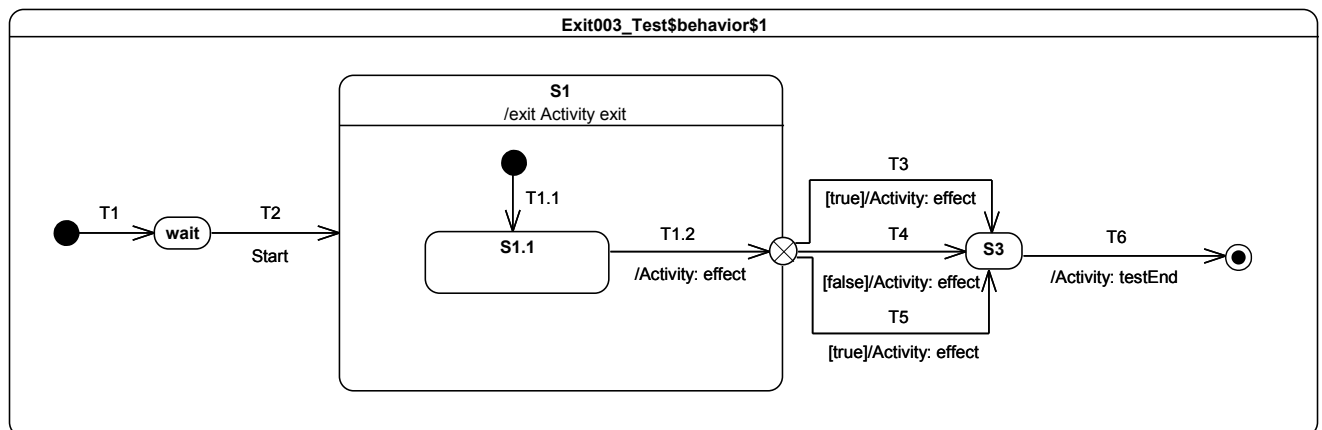 Exit003_Test$behavior$1
S1
/exit Activity exit
T1.1
S1.1
T1.2
/Activity: effect
T1
wait
T2
Start
T3
[true]/Activity: effect
T4
[false]/Activity: effect
T5
[true]/Activity: effect
S3
T6
/Activity: testEnd